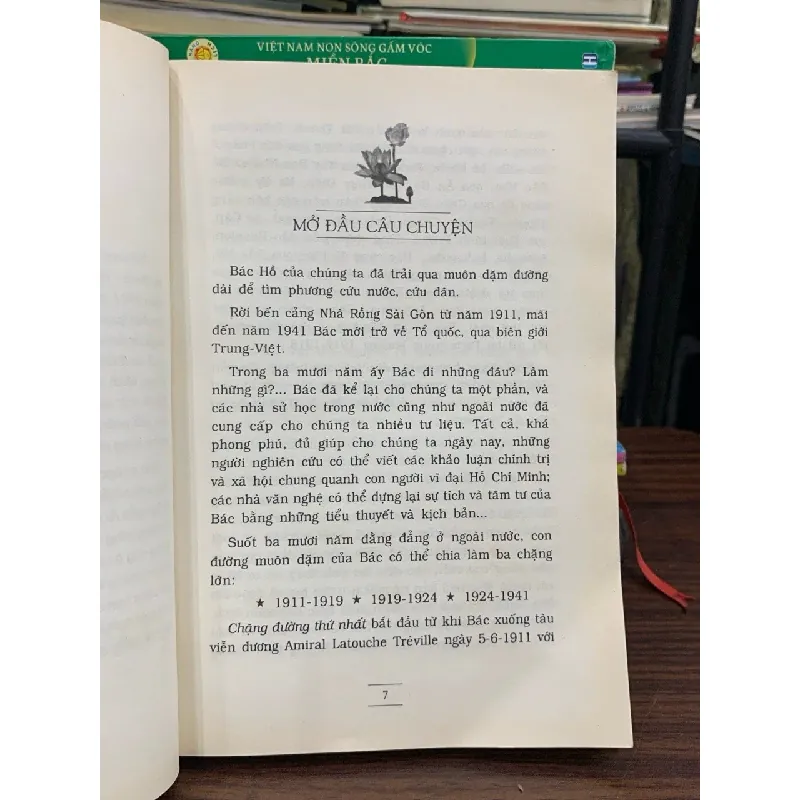 VIỆT NAM NON SÔNG GẤM VÓC
MIỀN BẮC
MỞ ĐẦU CÂU CHUYỆN
Bác Hồ của chúng ta đã trải qua muôn dặm đường
dài để tìm phương cứu nước, cứu dân.
Rời bến cảng Nhà Rồng Sài Gòn từ năm 1911, mãi
đến năm 1941 Bác mới trở về Tổ quốc, qua biên giới
Trung-Việt.
Trong ba mươi năm ấy Bác đi những đâu? Làm
những gì?... Bác đã kể lại cho chúng ta một phần, và
các nhà sử học trong nước cũng như ngoài nước đã
cung cấp cho chúng ta nhiều tư liệu. Tất cả, khá
phong phú, đủ giúp cho chúng ta ngày nay, những
người nghiên cứu có thể viết các khảo luận chính trị
và xã hội chung quanh con người vĩ đại Hồ Chí Minh;
các nhà văn nghệ có thể dựng lại sự tích và tâm tư của
Bác bằng những tiểu thuyết và kịch bản...
Suốt ba mươi năm đằng đẳng ở ngoài nước, con
đường muôn dặm của Bác có thể chia làm ba chặng
lớn:
★ 1911-1919 ★ 1919-1924 ★ 1924-1941
Chặng đường thứ nhất bắt đầu từ khi Bác xuống tàu
viễn dương Amiral Latouche Tréville ngày 5-6-1911 với
7